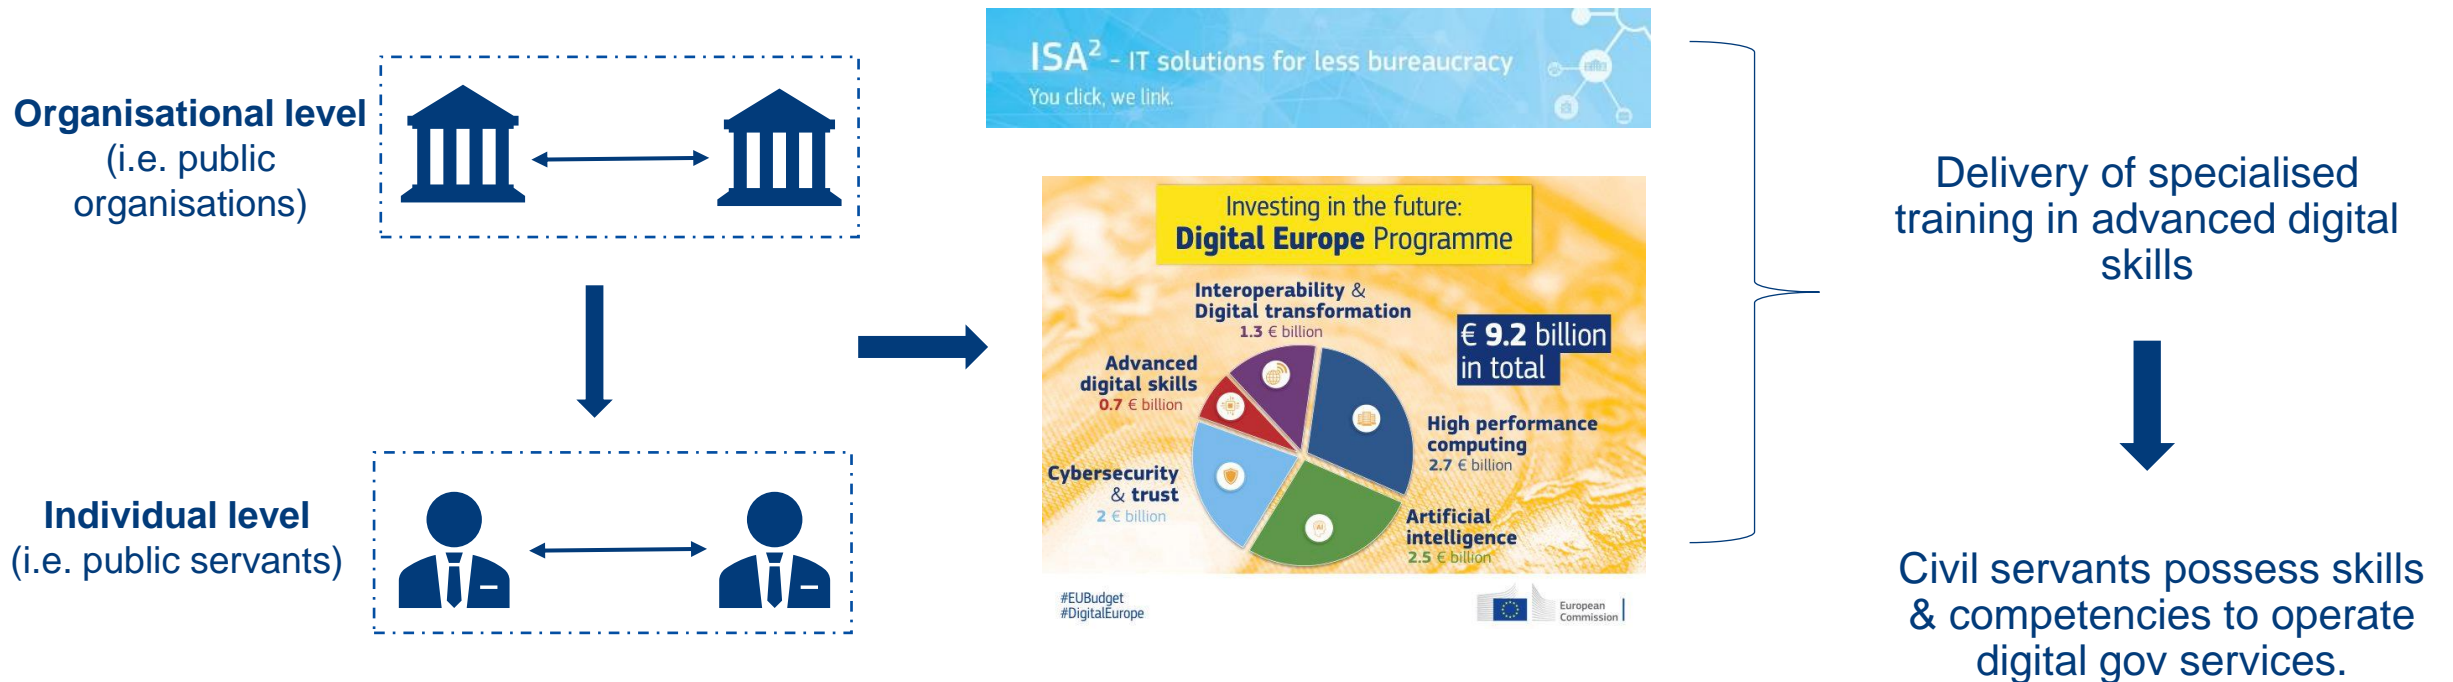 Organisational level
(i.e. public
organisations)
Individual level
(i.e. public servants)
ISA² - IT solutions for less bureaucracy
You click, we link.
Investing in the future:
Digital Europe Programme
Interoperability &
Digital transformation
1.3 € billion
€ 9.2 billion
in total
Advanced
digital skills
0.7 € billion
High performance
computing
2.7 € billion
Cybersecurity
& trust
2 € billion
Artificial
intelligence
2.5 € billion
AI
#EUBudget
#DigitalEurope
European
Commission
Delivery of specialised
training in advanced digital
skills
Civil servants possess skills
& competencies to operate
digital gov services.